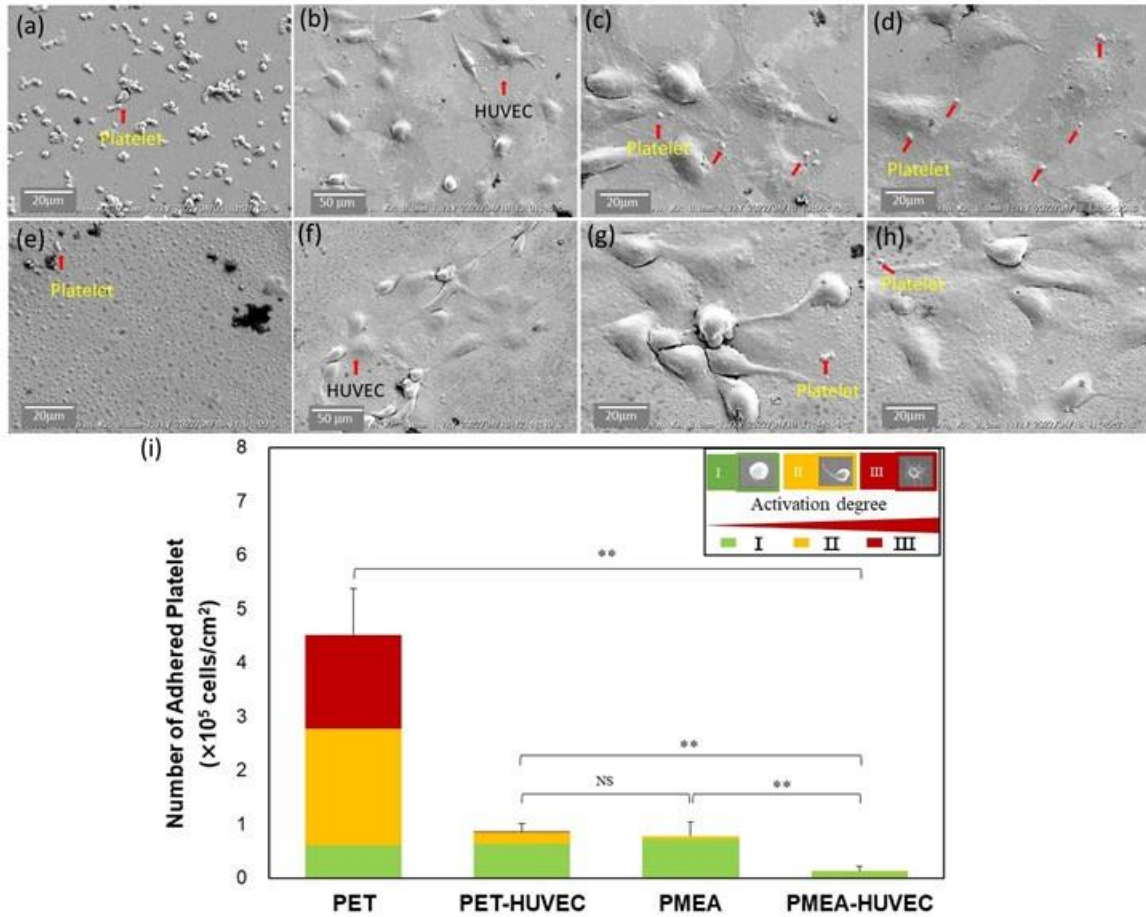 (a)
Platelet
20µm
(b)
HUVEC
50 µm
(c)
Platelet
20µm
(d)
Platelet
20µm
(e)
Platelet
20µm
(f)
HUVEC
50 µm
(g)
Platelet
20µm
(h)
Platelet
20µm
(i)
8
7
6
5
4
3
2
1
0
Number of Adhered Platelet
(×10⁵ cells/cm²)
I II III
Activation degree
I II III
**
**
NS
**
PET PET-HUVEC PMEA PMEA-HUVEC